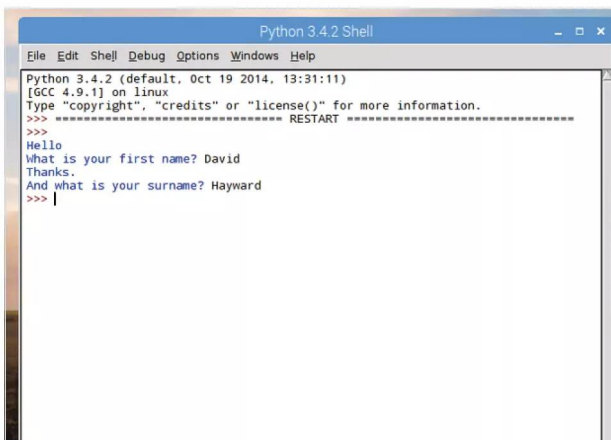 Python 3.4.2 Shell
File Edit Shell Debug Options Windows Help
Python 3.4.2 (default, Oct 19 2014, 13:31:11)
[GCC 4.9.1] on linux
Type "copyright", "credits" or "license()" for more information.
>>> ================================ RESTART ================================
>>>
Hello
What is your first name? David
Thanks.
And what is your surname? Hayward
>>>